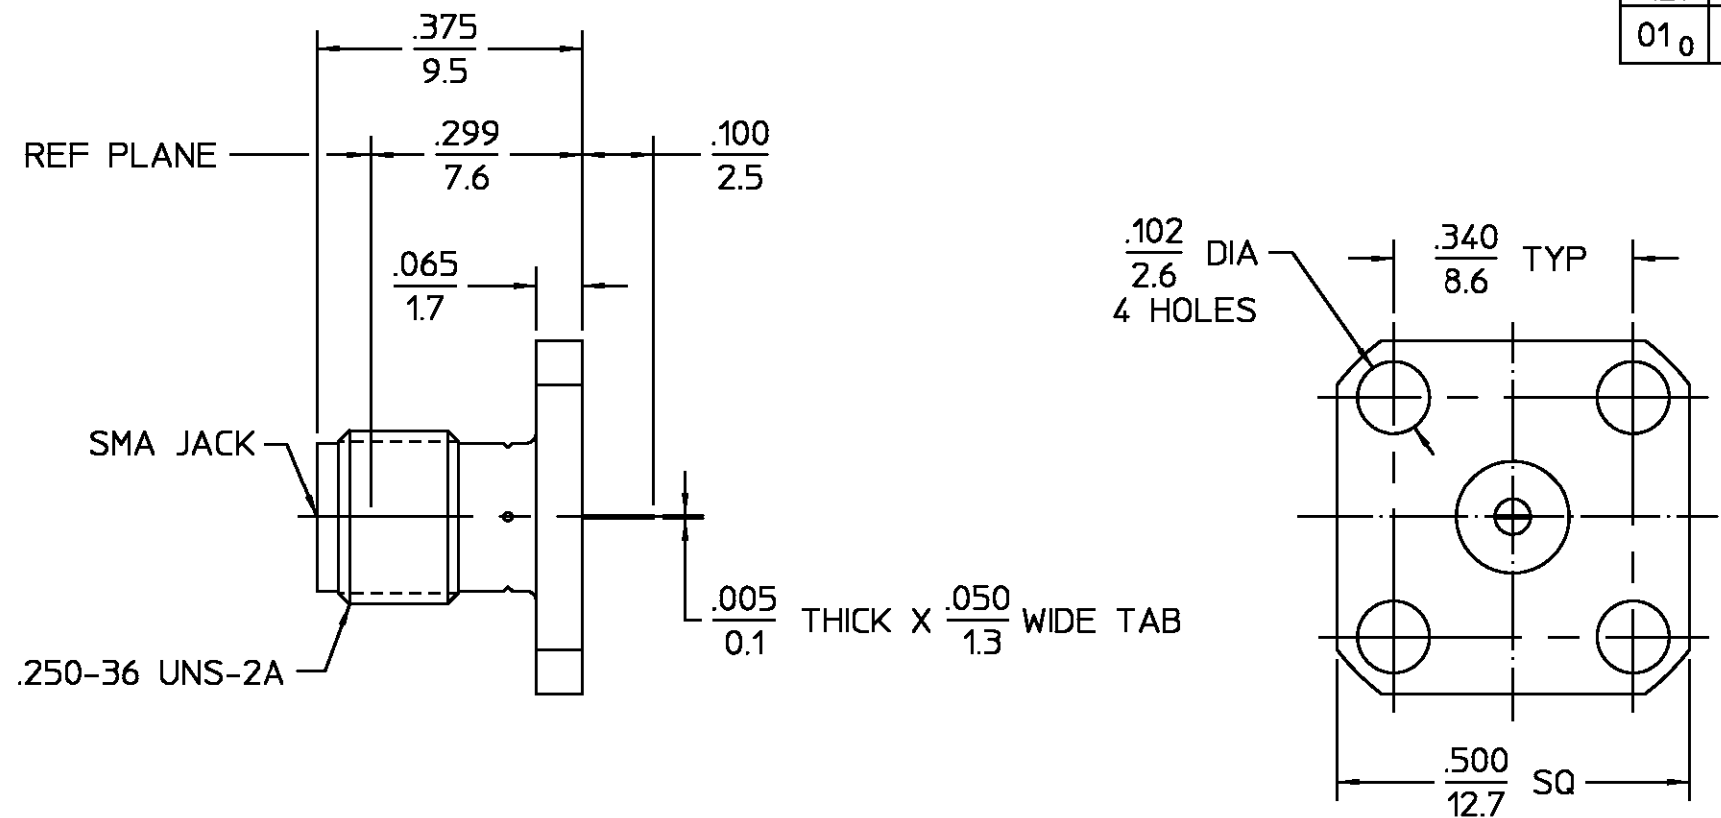 01 0
.375
9.5
REF PLANE
.299
7.6
.100
2.5
.065
1.7
.102
2.6
DIA
4 HOLES
.340
8.6
TYP
SMA JACK
.005
0.1
THICK X
.050
1.3
WIDE TAB
.250-36 UNS-2A
.500
12.7
SQ